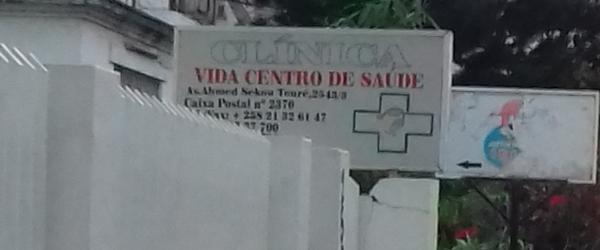 CLÍNICA
VIDA CENTRO DE SAUDE
Av.Ahmed Sekou Touré,2543/3
Caixa Postal nº 2370
+ 258 21 32 61 47